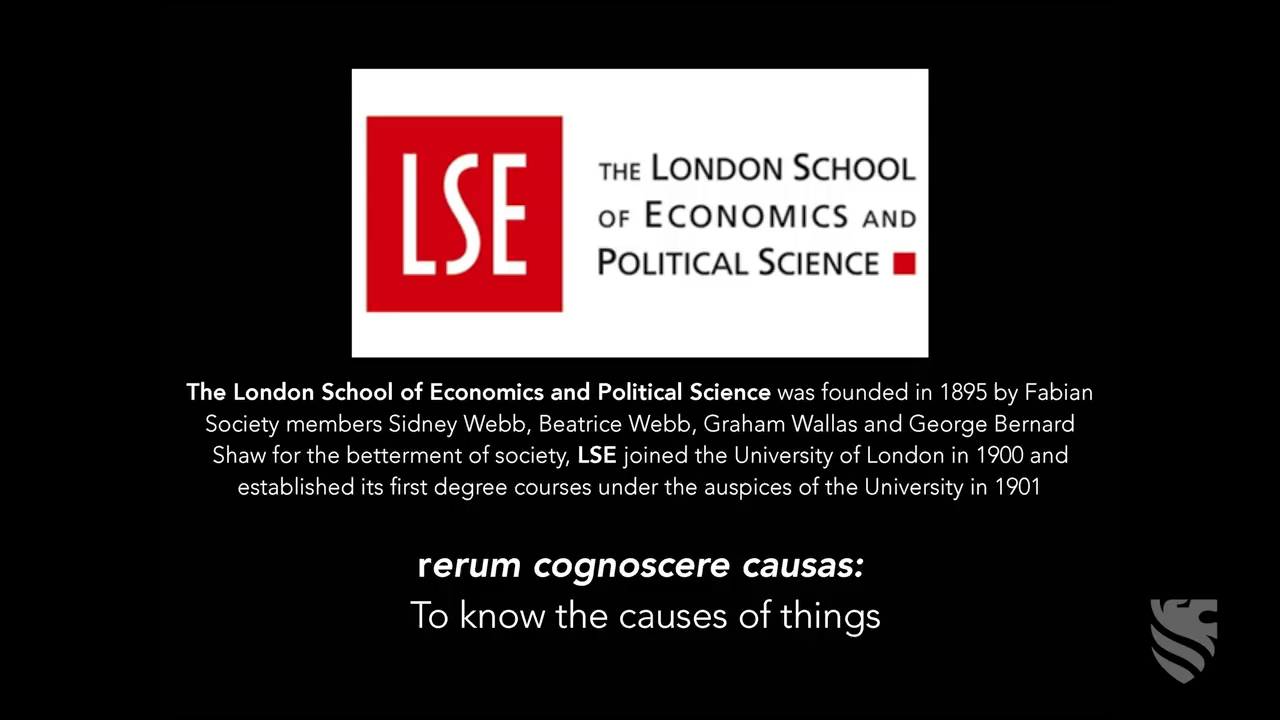 LSE
THE LONDON SCHOOL
OF ECONOMICS AND
POLITICAL SCIENCE
The London School of Economics and Political Science was founded in 1895 by Fabian
Society members Sidney Webb, Beatrice Webb, Graham Wallas and George Bernard
Shaw for the betterment of society, LSE joined the University of London in 1900 and
established its first degree courses under the auspices of the University in 1901
rerum cognoscere causas:
To know the causes of things